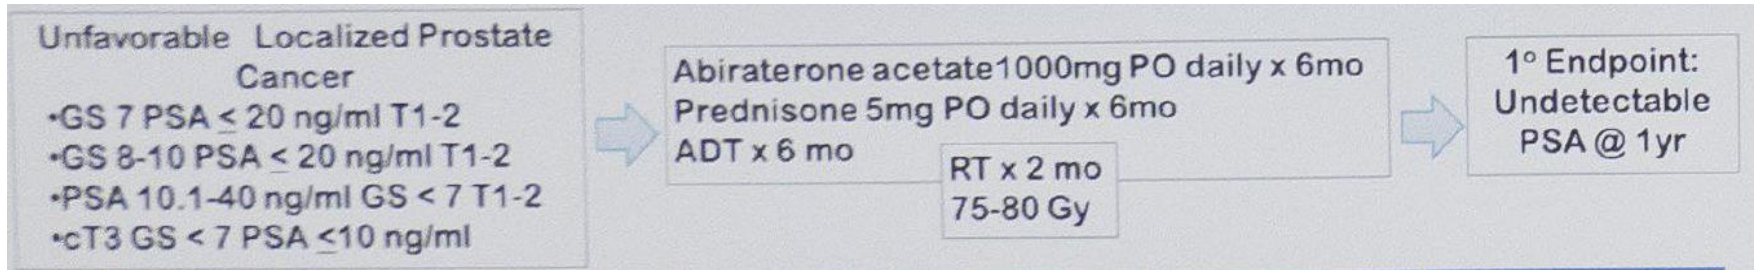 Unfavorable Localized Prostate
Cancer
•GS 7 PSA ≤ 20 ng/ml T1-2
•GS 8-10 PSA ≤ 20 ng/ml T1-2
•PSA 10.1-40 ng/ml GS < 7 T1-2
•cT3 GS < 7 PSA ≤10 ng/ml
Abiraterone acetate1000mg PO daily x 6mo
Prednisone 5mg PO daily x 6mo
ADT x 6 mo
RT x 2 mo
75-80 Gy
1° Endpoint:
Undetectable
PSA @ 1yr